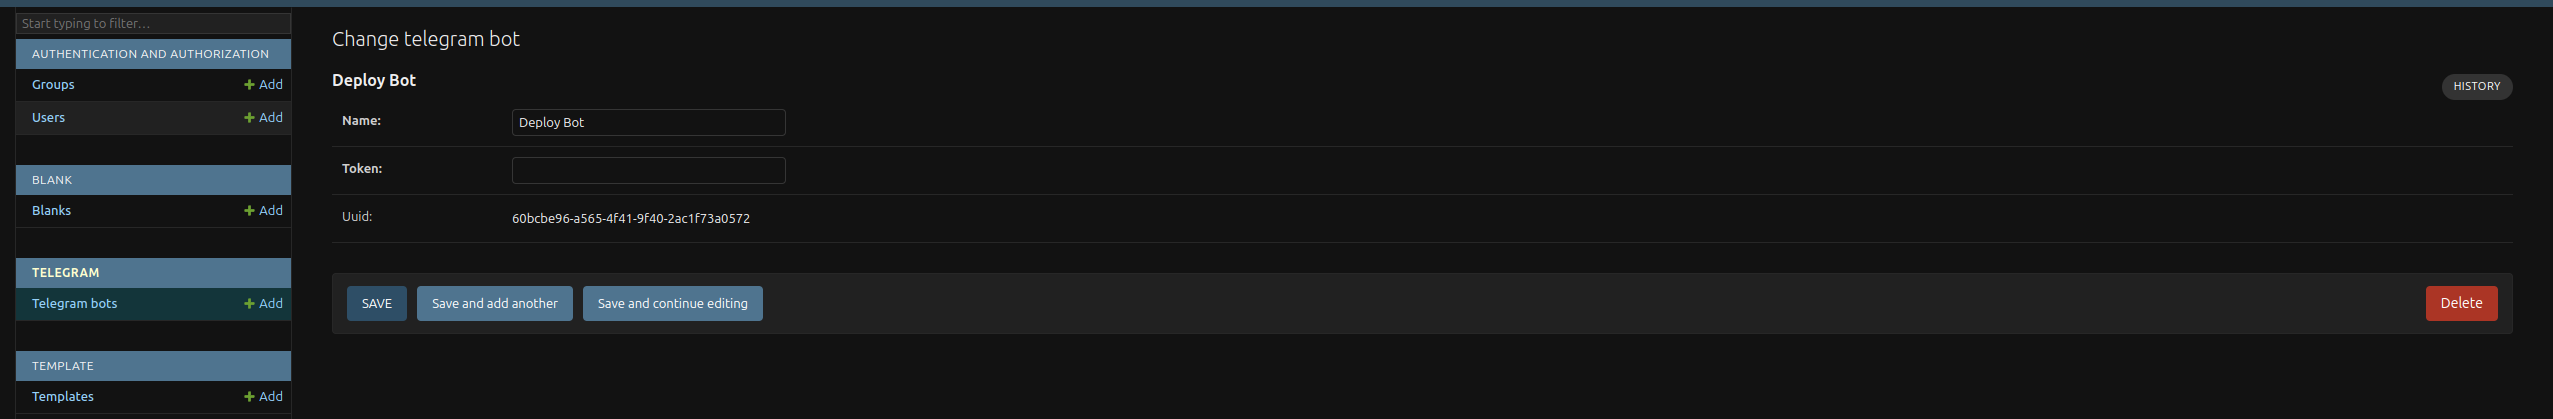 Start typing to filter...
AUTHENTICATION AND AUTHORIZATION
Groups + Add
Users + Add
BLANK
Blanks + Add
TELEGRAM
Telegram bots + Add
TEMPLATE
Templates + Add
Change telegram bot
Deploy Bot
HISTORY
Name: Deploy Bot
Token:
Uuid: 60bcbe96-a565-4f41-9f40-2ac1f73a0572
SAVE Save and add another Save and continue editing Delete